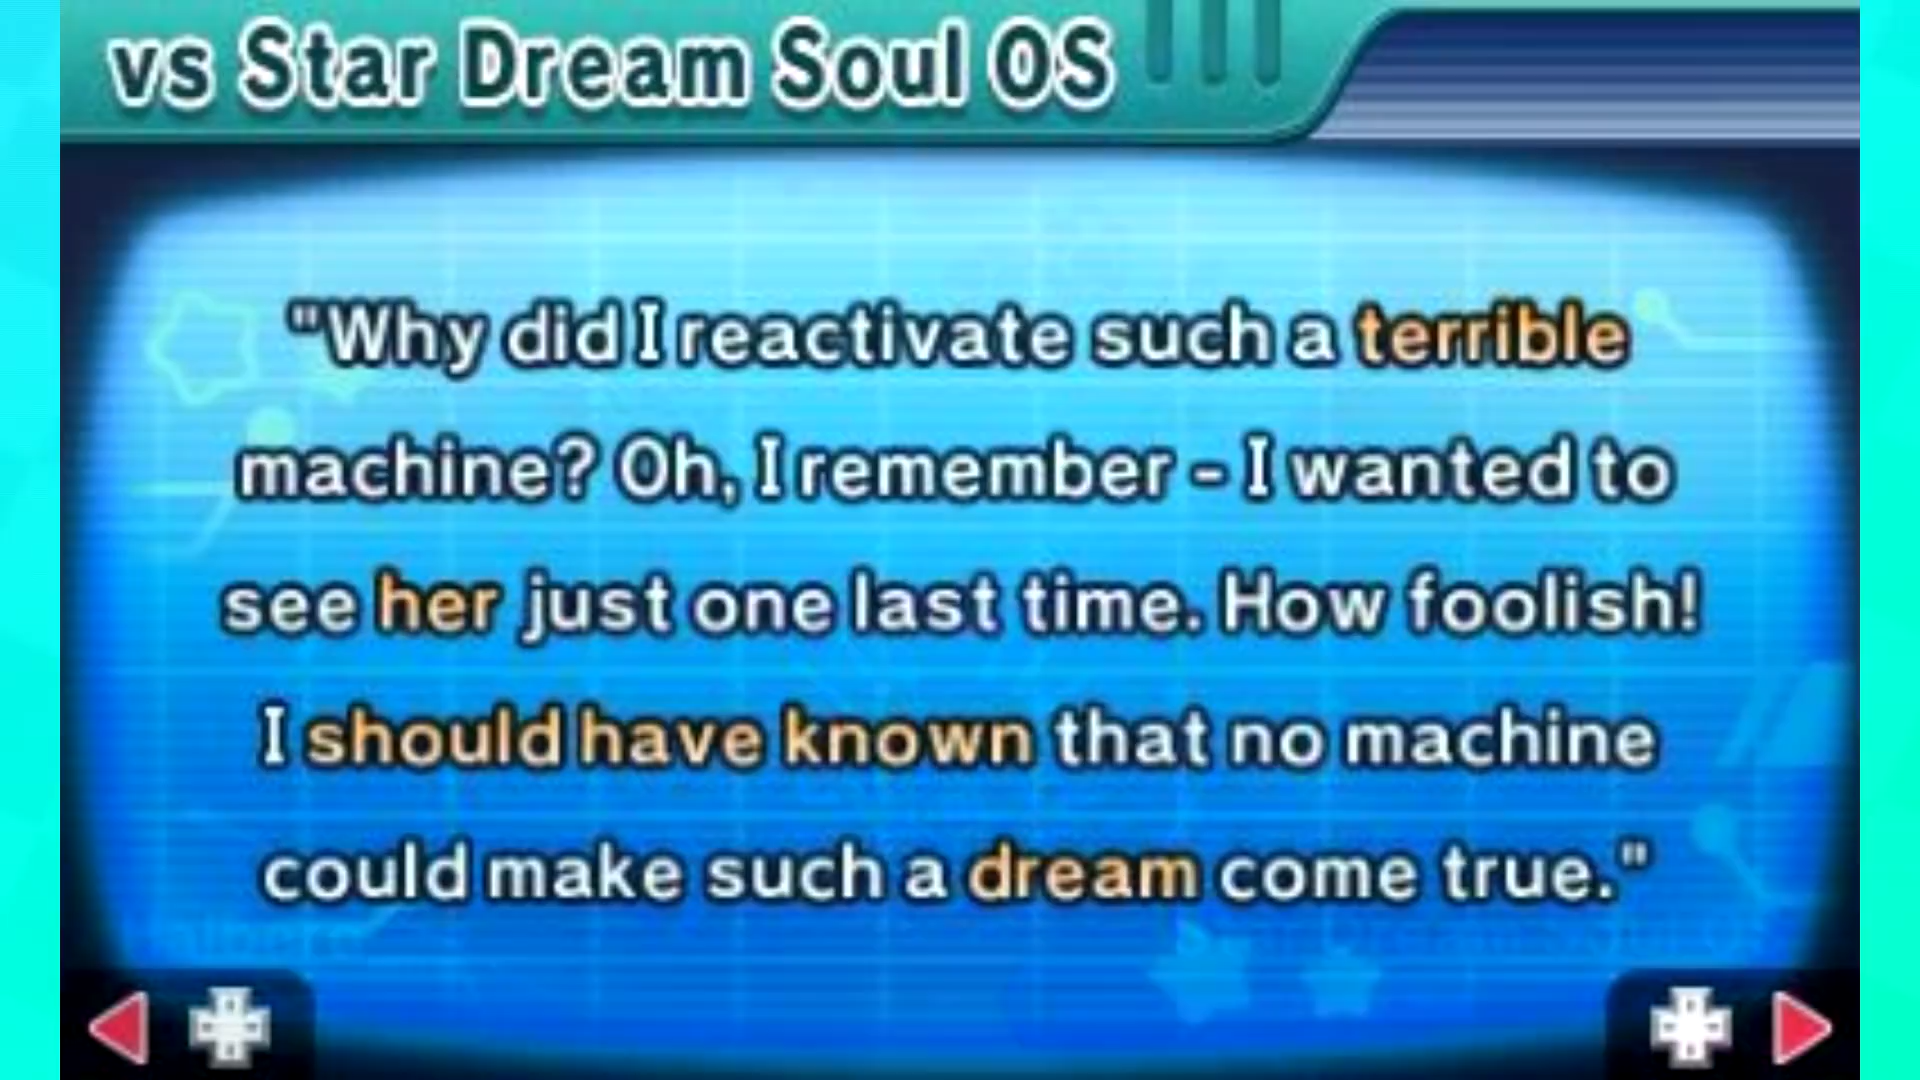 vs Star Dream Soul OS
"Why did I reactivate such a terrible
machine? Oh, I remember - I wanted to
see her just one last time. How foolish!
I should have known that no machine
could make such a dream come true."